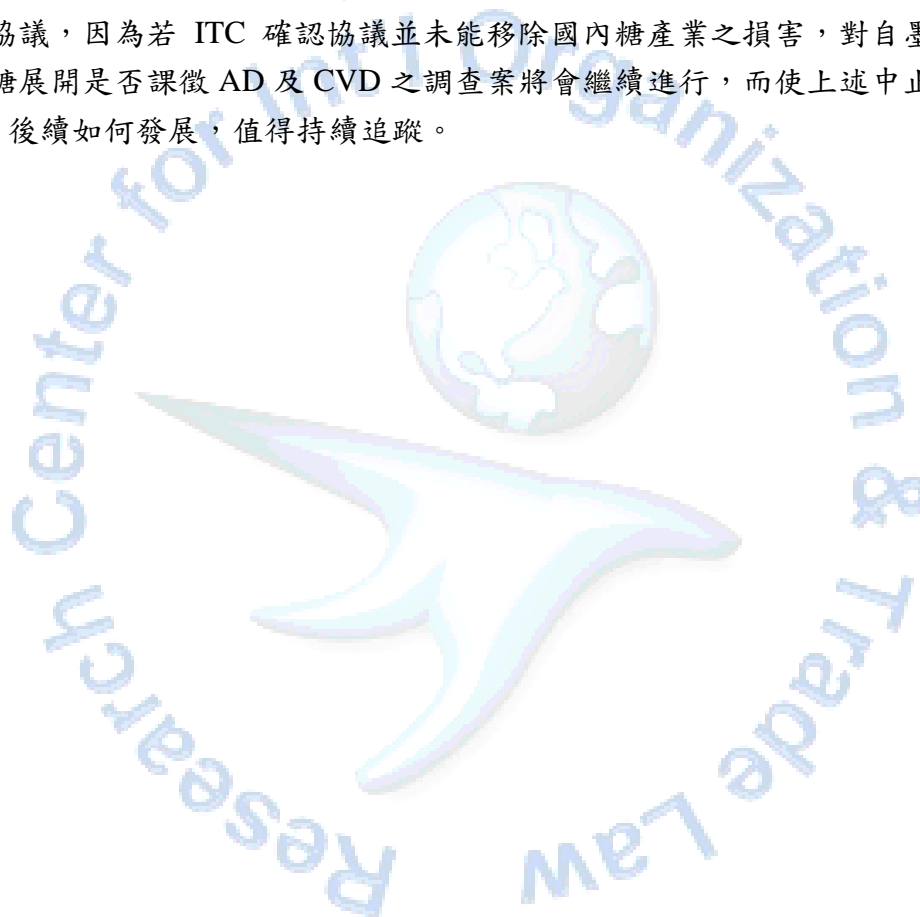 協議，因為若 ITC 確認協議並未能移除國內糖產業之損害，對自墨
糖展開是否課徵 AD 及 CVD 之調查案將會繼續進行，而使上述中止
後續如何發展，值得持續追蹤。
Research Center for Int'l Organization & Trade Law